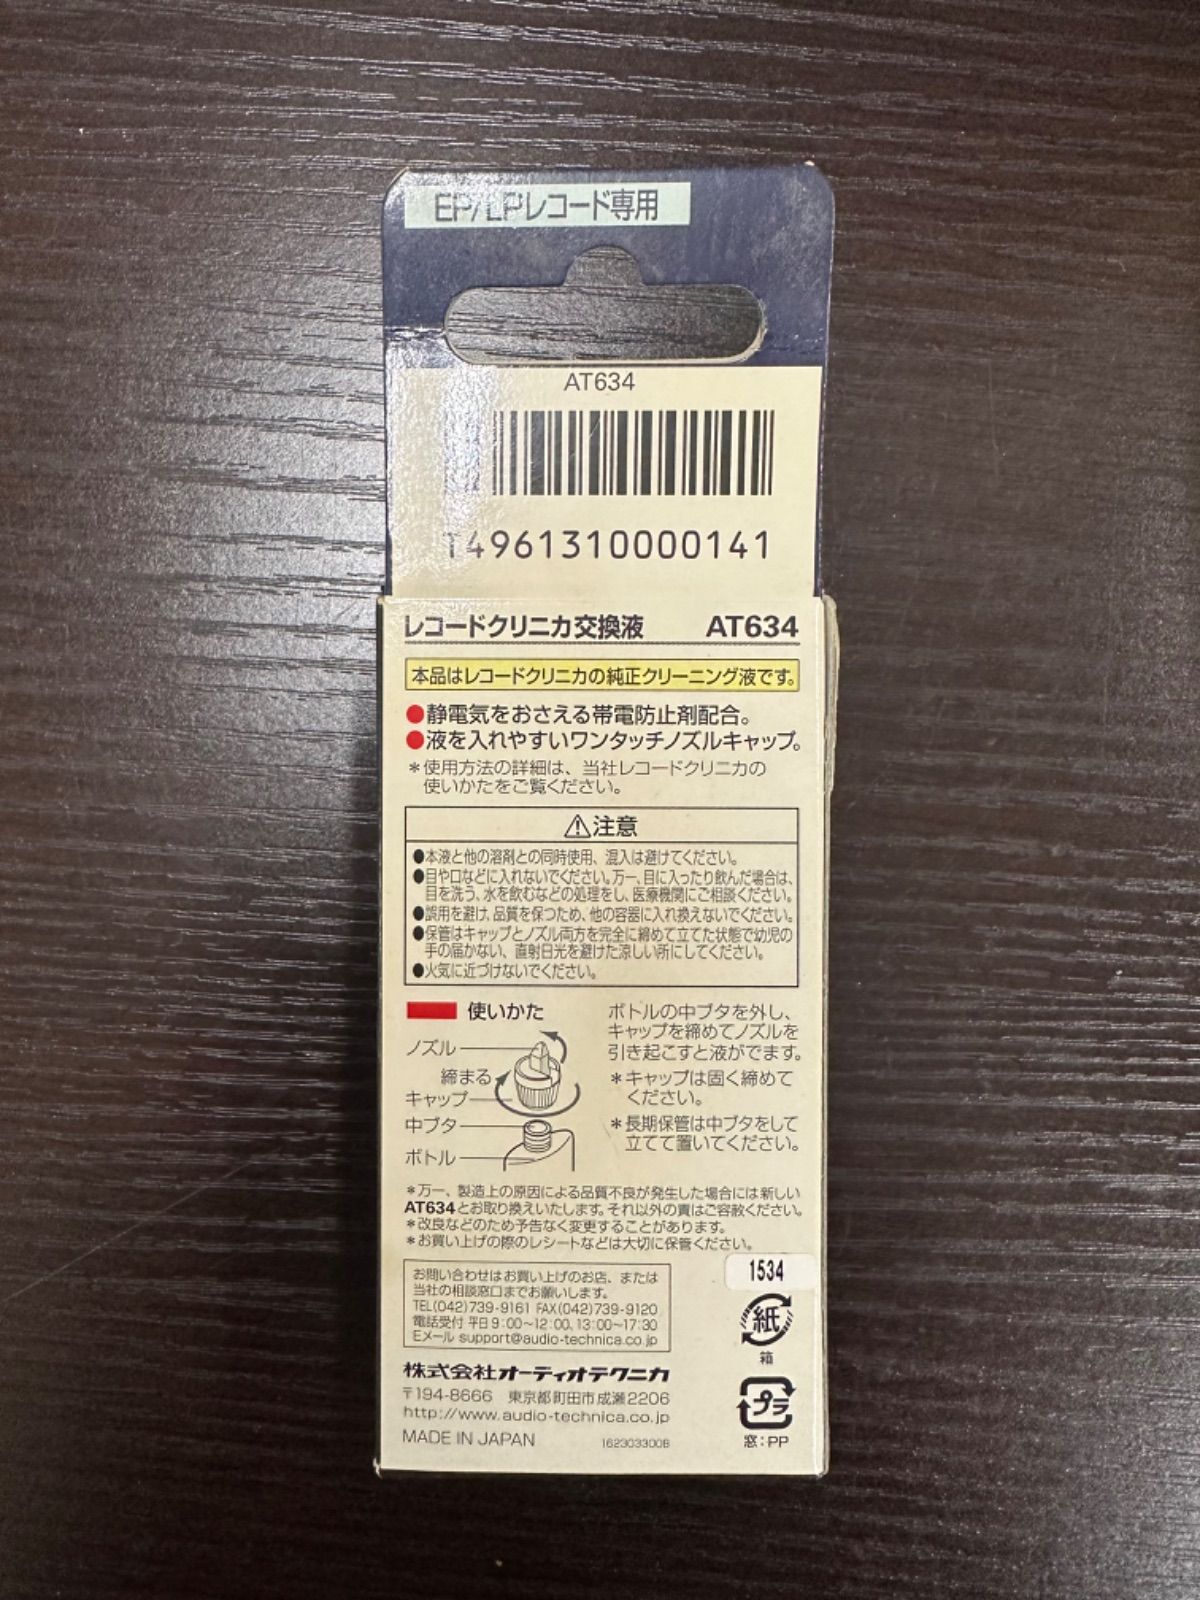 EP/LPレコード専用
AT634
T4961310000141
レコードクリニカ交換液 AT634
本品はレコードクリニカの純正クリーニング液です。
●静電気をおさえる帯電防止剤配合。
●液を入れやすいワンタッチノズルキャップ。
＊使用方法の詳細は、当社レコードクリニカの
使いかたをご覧ください。
⚠注意
●本液と他の溶剤との同時使用、混入は避けてください。
●目や口などに入れないでください。万一、目に入ったり飲んだ場合は、
目を洗う、水を飲むなどの処理をし、医療機関にご相談ください。
●誤用を避け、品質を保つため、他の容器に入れ換えないでください。
●保管はキャップとノズル両方を完全に締めて立てた状態で幼児の
手の届かない、直射日光を避けた涼しい所にしてください。
●火気に近づけないでください。
使いかた
ノズル
締まる
キャップ
中ブタ
ボトル
ボトルの中ブタを外し、
キャップを締めてノズルを
引き起こすと液がでます。
＊キャップは固く締めて
ください。
＊長期保管は中ブタをして
立てて置いてください。
＊万一、製造上の原因による品質不良が発生した場合には新しい
AT634とお取り換えいたします。それ以外の責はご容赦ください。
＊改良などのため予告なく変更することがあります。
＊お買い上げの際のレシートなどは大切に保管ください。
お問い合わせはお買い上げのお店、または
当社の相談窓口までお願いします。
TEL(042)739-9161 FAX(042)739-9120
電話受付 平日9:00~12:00、13:00~17:30
Eメール support@audio-technica.co.jp
1534
紙
箱
プラ
窓:PP
株式会社オーディオテクニカ
〒194-8666 東京都町田市成瀬2206
http://www.audio-technica.co.jp
MADE IN JAPAN 162303300B